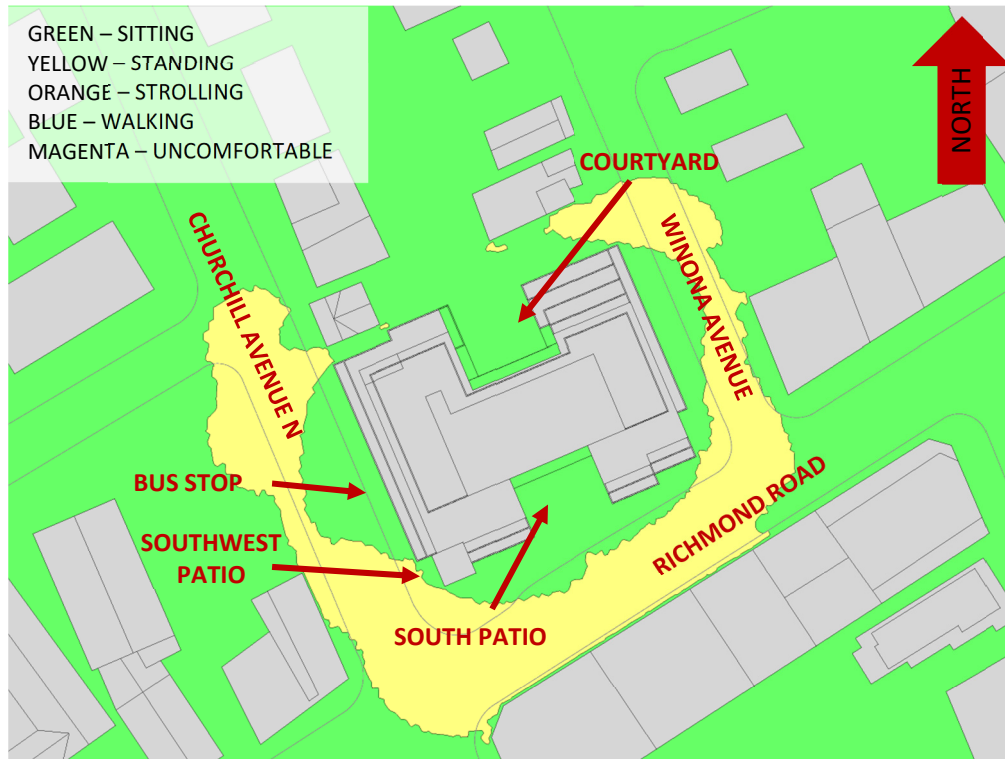 GREEN – SITTING
YELLOW – STANDING
ORANGE – STROLLING
BLUE – WALKING
MAGENTA – UNCOMFORTABLE
NORTH
COURTYARD
CHURCHILL AVENUE N
WINONA AVENUE
BUS STOP
RICHMOND ROAD
SOUTHWEST
PATIO
SOUTH PATIO